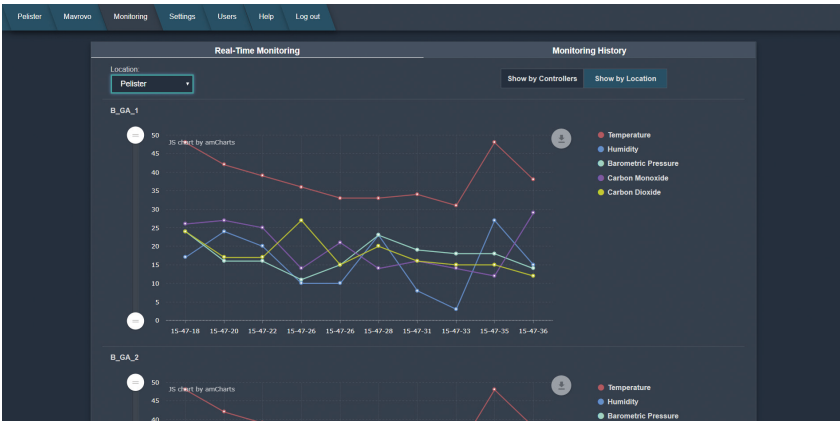 Pelister Mavrovo Monitoring Settings Users Help Log out
Real-Time Monitoring Monitoring History
Location:
Pelister
Show by Controllers Show by Location
B_GA_1
JS chart by amCharts
50
45
40
35
30
25
20
15
10
5
0
15-47-18 15-47-20 15-47-22 15-47-26 15-47-26 15-47-28 15-47-31 15-47-33 15-47-35 15-47-36
Temperature
Humidity
Barometric Pressure
Carbon Monoxide
Carbon Dioxide
B_GA_2
JS chart by amCharts
50
45
40
Temperature
Humidity
Barometric Pressure